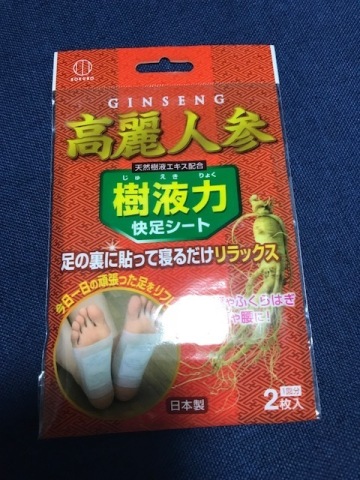 KOKUBO
GINSENG
高麗人参
天然樹液エキス配合
じゅ えき りょく
樹液力
快足シート
足の裏に貼って寝るだけリラックス
今日一日の頑張った足をリフ
ふくらはぎ
や腰に!
日本製
1回分
2枚入